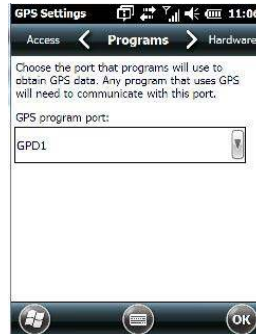 GPS Settings 11:06
Access Programs Hardware
Choose the port that programs will use to
obtain GPS data. Any program that uses GPS
will need to communicate with this port.
GPS program port:
GPD1
OK